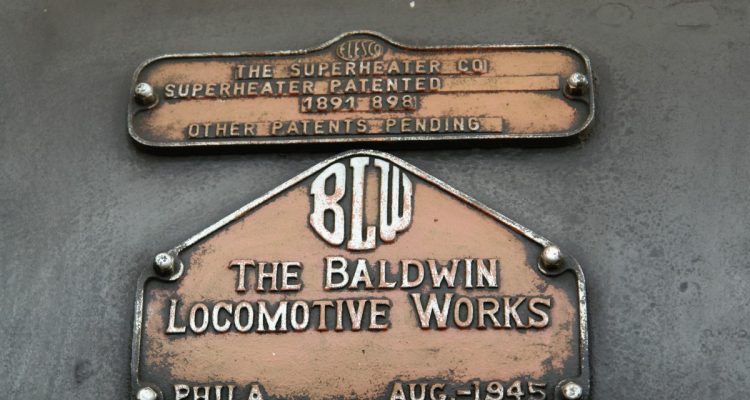 ELESCO
THE SUPERHEATER CO
SUPERHEATER PATENTED
1891 898
OTHER PATENTS PENDING
BLW
THE BALDWIN
LOCOMOTIVE WORKS
PHILA AUG.-1945